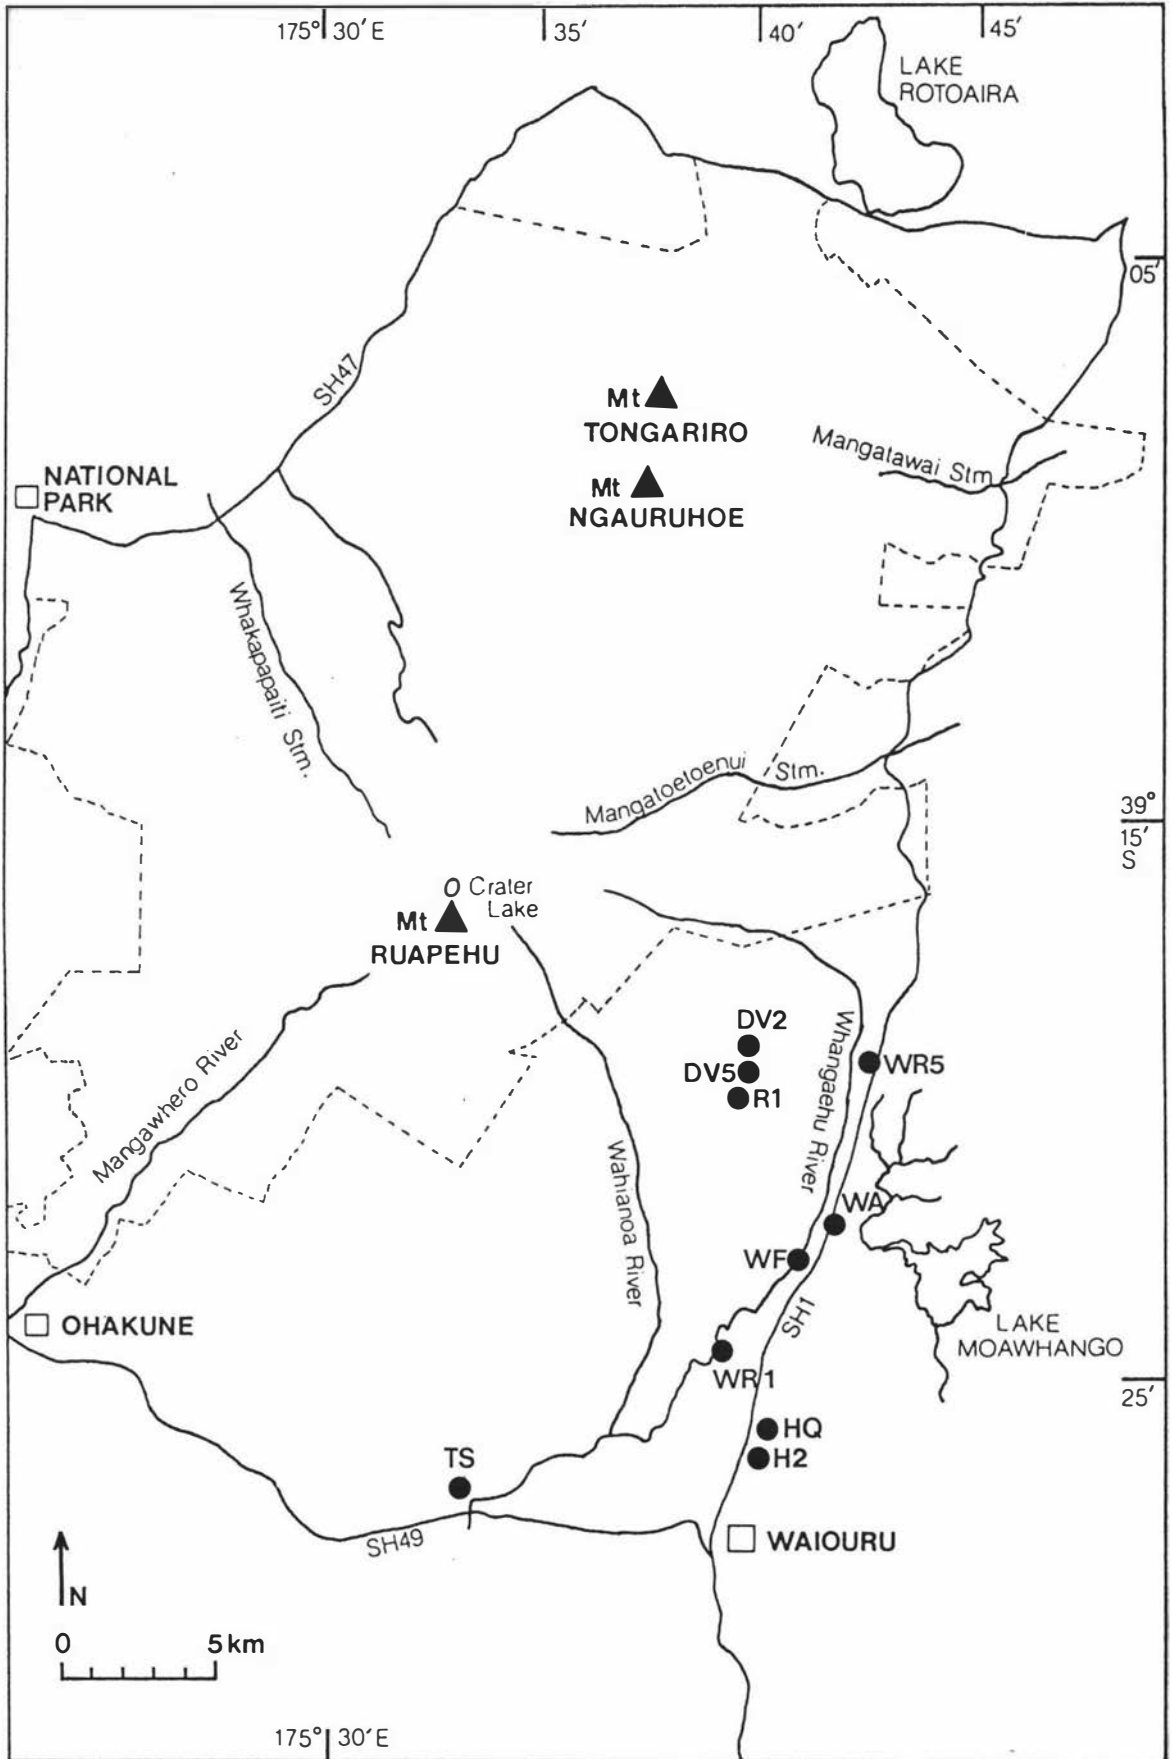 175° 30′ E
35′
40′
45′
LAKE
ROTOAIRA
05′
SH47
Mt
TONGARIRO
Mangatawai Stm.
NATIONAL
PARK
Mt
NGAURUHOE
Whakapapaiti Stm.
Mangatoetoenui Stm.
39°
15′
S
Crater
Lake
Mt
RUAPEHU
DV2
DV5
R1
Whangaehu River
WR5
Mangawhero River
Wahianoa River
WA
WF
SH1
OHAKUNE
LAKE
MOAWHANGO
WR1
25′
HQ
H2
TS
SH49
WAIOURU
N
0 5km
175° 30′ E